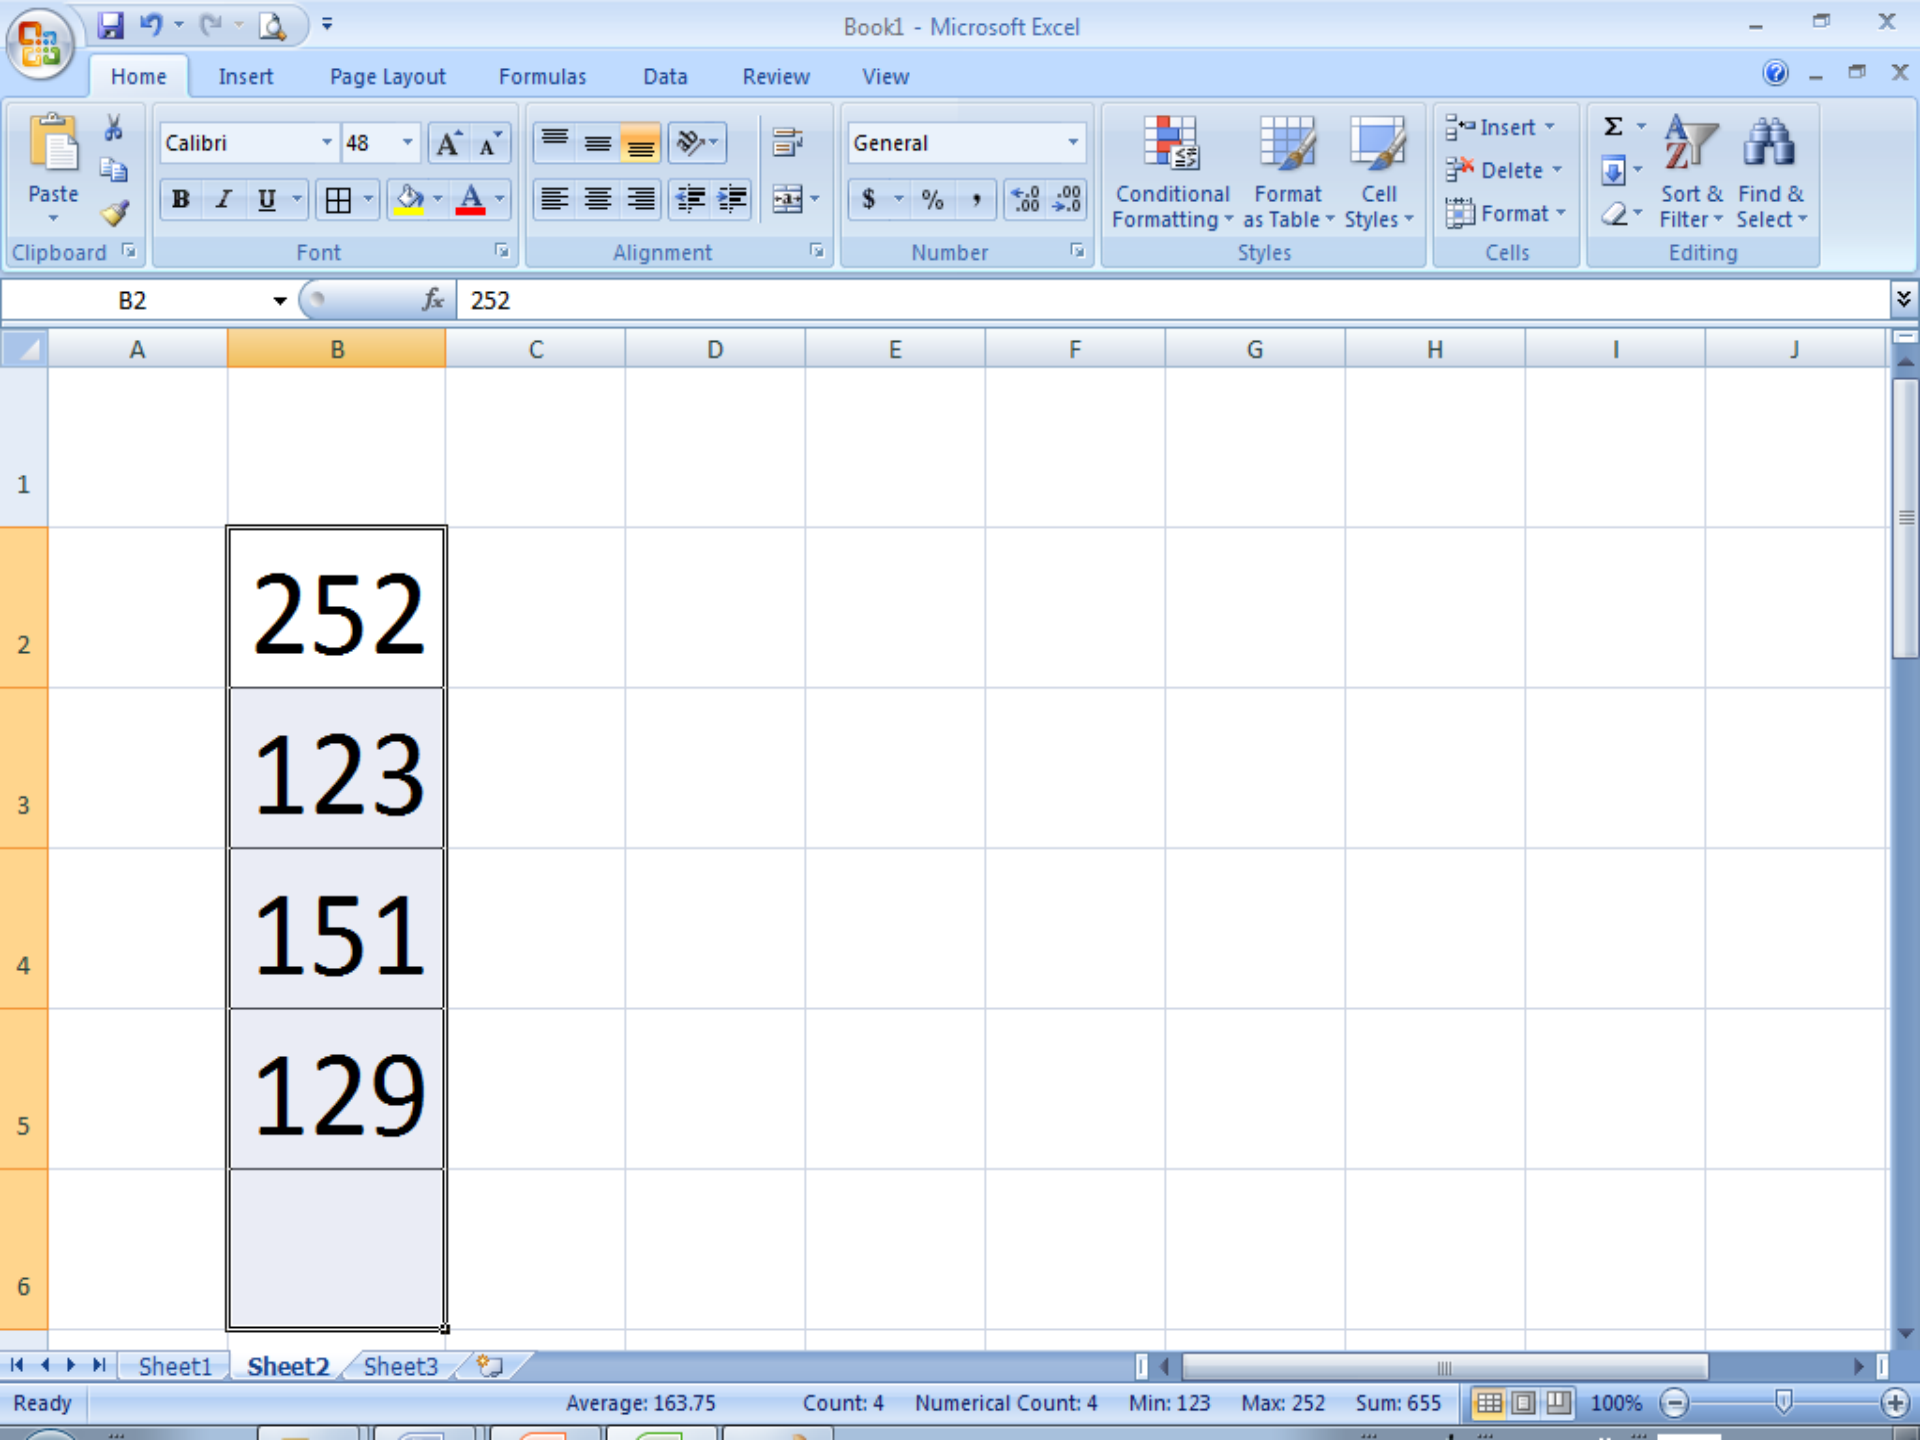 Book1 - Microsoft Excel
Home Insert Page Layout Formulas Data Review View
Calibri 48 General
Paste
B I U $ % ,
Conditional Formatting Format as Table Cell Styles
Insert
Delete
Format
Σ
Sort & Filter Find & Select
Clipboard Font Alignment Number Styles Cells Editing
B2 fx 252
A B C D E F G H I J
1
2 252
3 123
4 151
5 129
6
Sheet1 Sheet2 Sheet3
Ready Average: 163.75 Count: 4 Numerical Count: 4 Min: 123 Max: 252 Sum: 655 100%